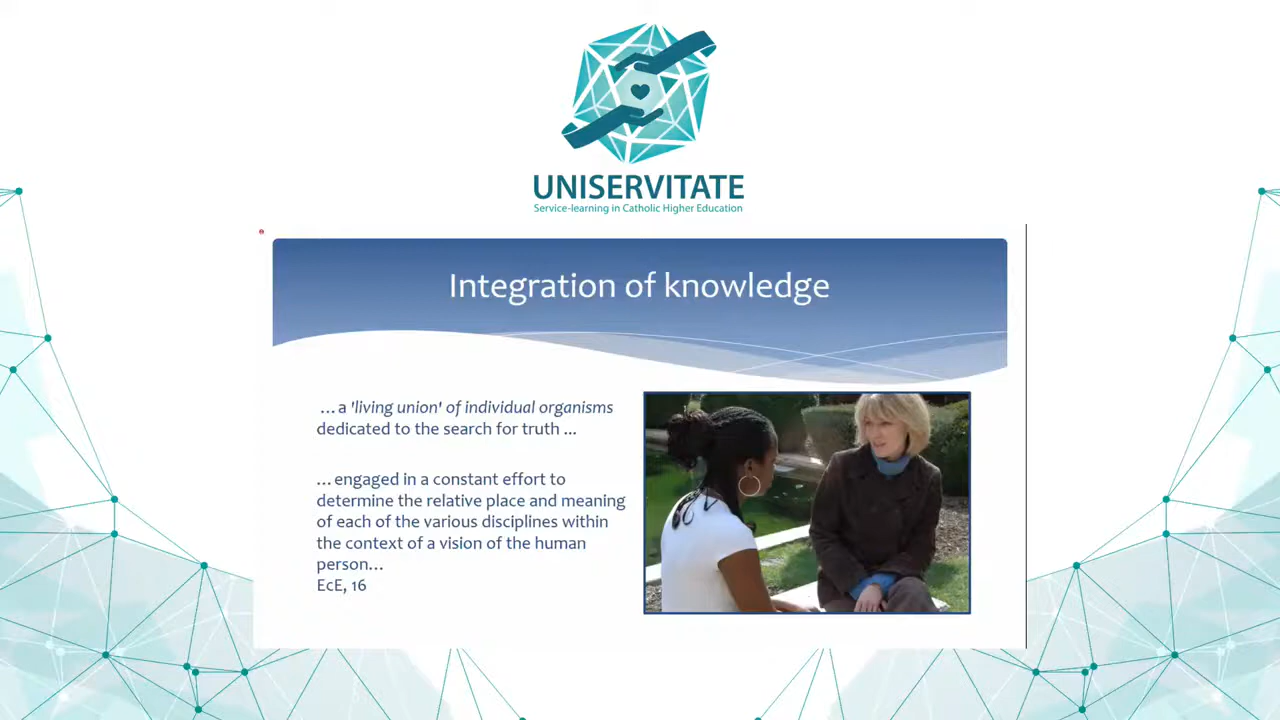 UNISERVITATE
Service-learning in Catholic Higher Education
Integration of knowledge
…a 'living union' of individual organisms
dedicated to the search for truth ...
…engaged in a constant effort to
determine the relative place and meaning
of each of the various disciplines within
the context of a vision of the human
person…
EcE, 16